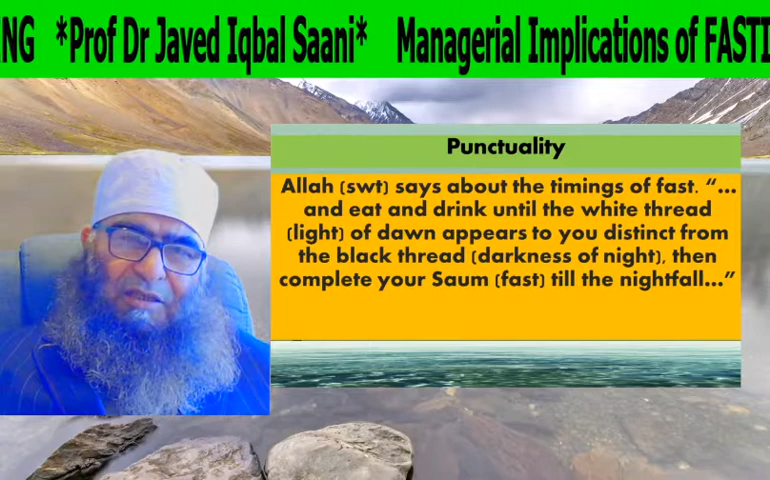 NG *Prof Dr Javed Iqbal Saani* Managerial Implications of FASTI
Punctuality
Allah (swt) says about the timings of fast. “...
and eat and drink until the white thread
(light) of dawn appears to you distinct from
the black thread (darkness of night), then
complete your Saum (fast) till the nightfall...”